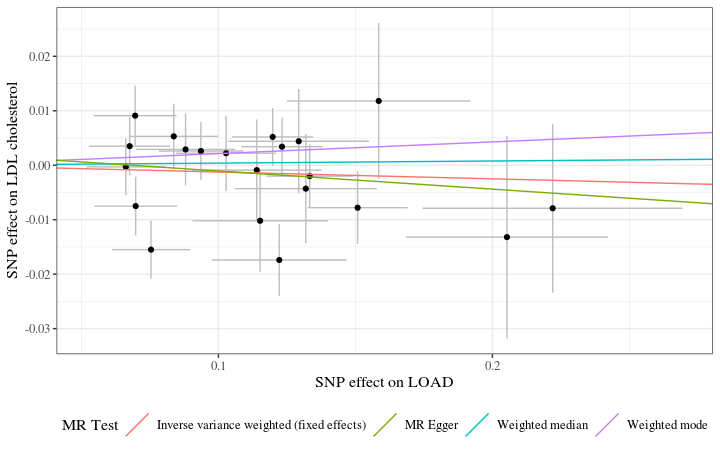 SNP effect on LDL cholesterol
0.02
0.01
0.00
-0.01
-0.02
-0.03
0.1 0.2
SNP effect on LOAD
MR Test Inverse variance weighted (fixed effects) MR Egger Weighted median Weighted mode